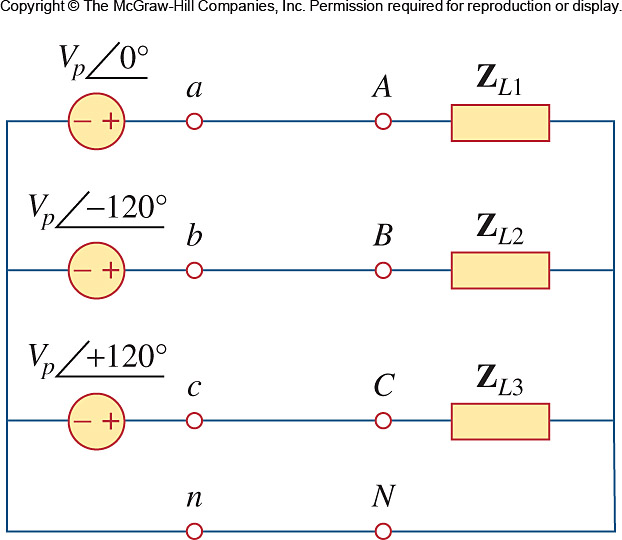 Copyright © The McGraw-Hill Companies, Inc. Permission required for reproduction or display.
Vp∠0°
a A ZL1
− +
Vp∠−120°
b B ZL2
− +
Vp∠+120°
c C ZL3
− +
n N